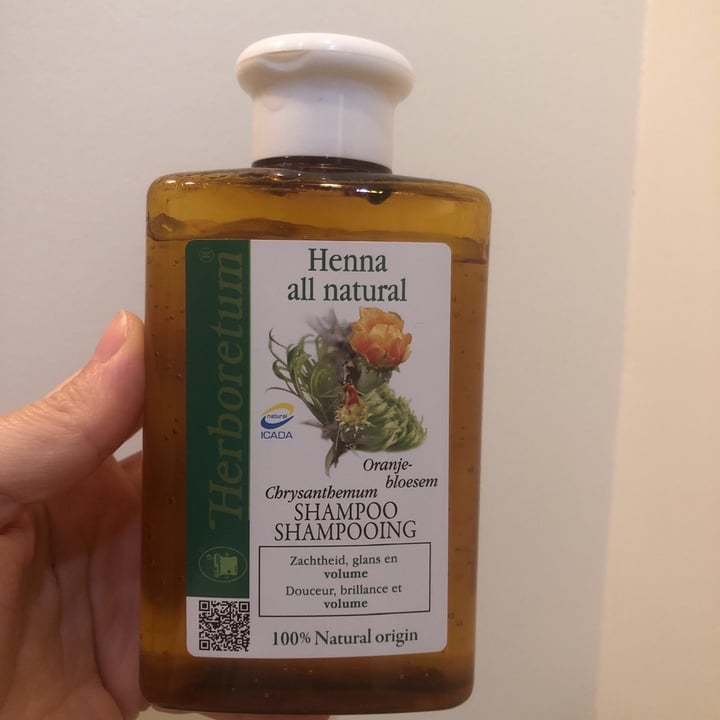 Herboretum®
Henna
all natural
natural
ICADA
Oranje-
bloesem
Chrysanthemum
SHAMPOO
SHAMPOOING
Zachtheid, glans en
volume
Douceur, brillance et
volume
100% Natural origin